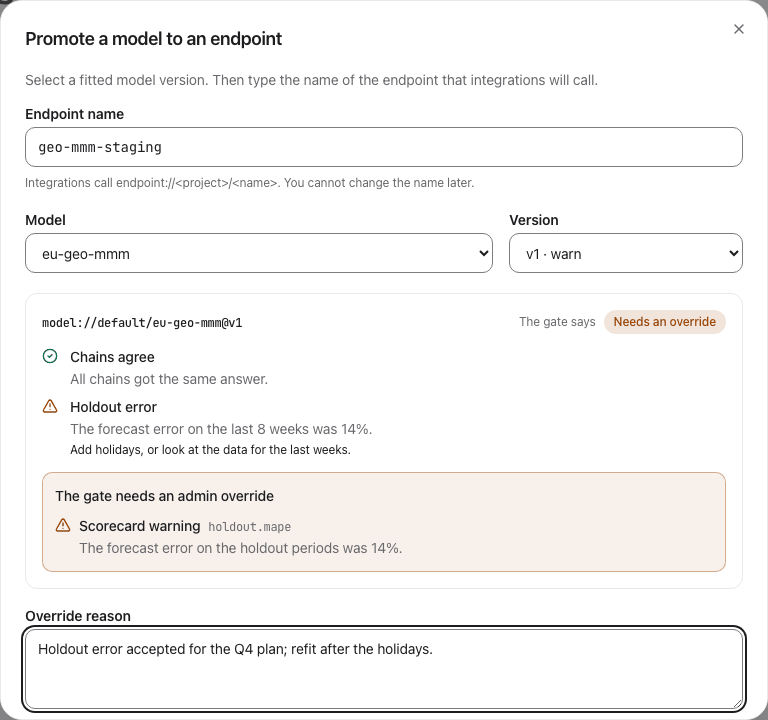 Promote a model to an endpoint
Select a fitted model version. Then type the name of the endpoint that integrations will call.
Endpoint name
geo-mmm-staging
Integrations call endpoint://<project>/<name>. You cannot change the name later.
Model
Version
eu-geo-mmm
v1 · warn
model://default/eu-geo-mmm@v1
The gate says
Needs an override
Chains agree
All chains got the same answer.
Holdout error
The forecast error on the last 8 weeks was 14%.
Add holidays, or look at the data for the last weeks.
The gate needs an admin override
Scorecard warning holdout.mape
The forecast error on the holdout periods was 14%.
Override reason
Holdout error accepted for the Q4 plan; refit after the holidays.